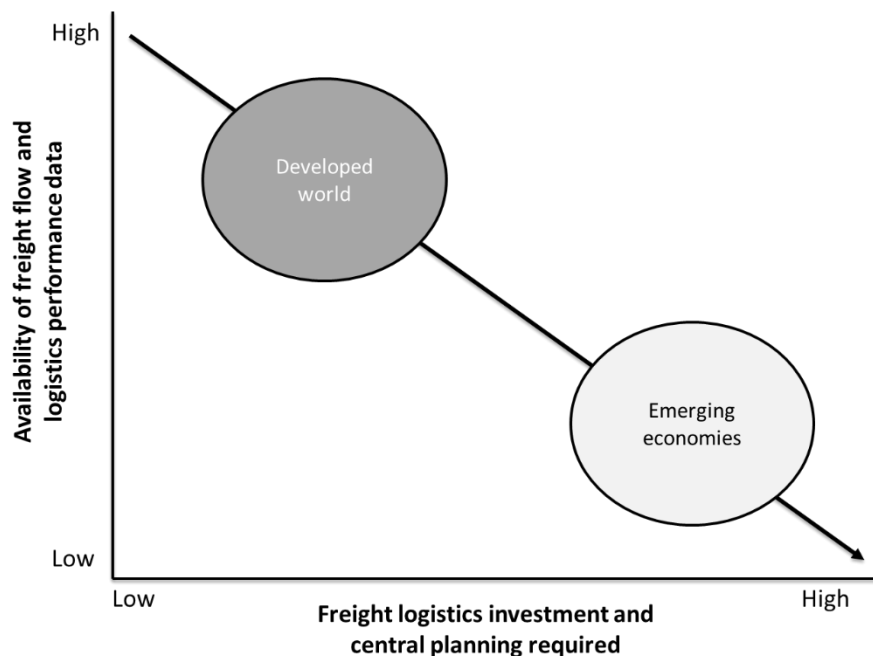 High
Availability of freight flow and
logistics performance data
Developed
world
Emerging
economies
Low
Low
High
Freight logistics investment and
central planning required